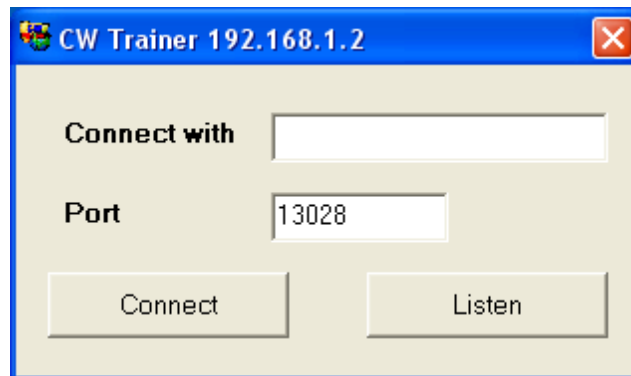 CW Trainer 192.168.1.2
Connect with
Port 13028
Connect Listen